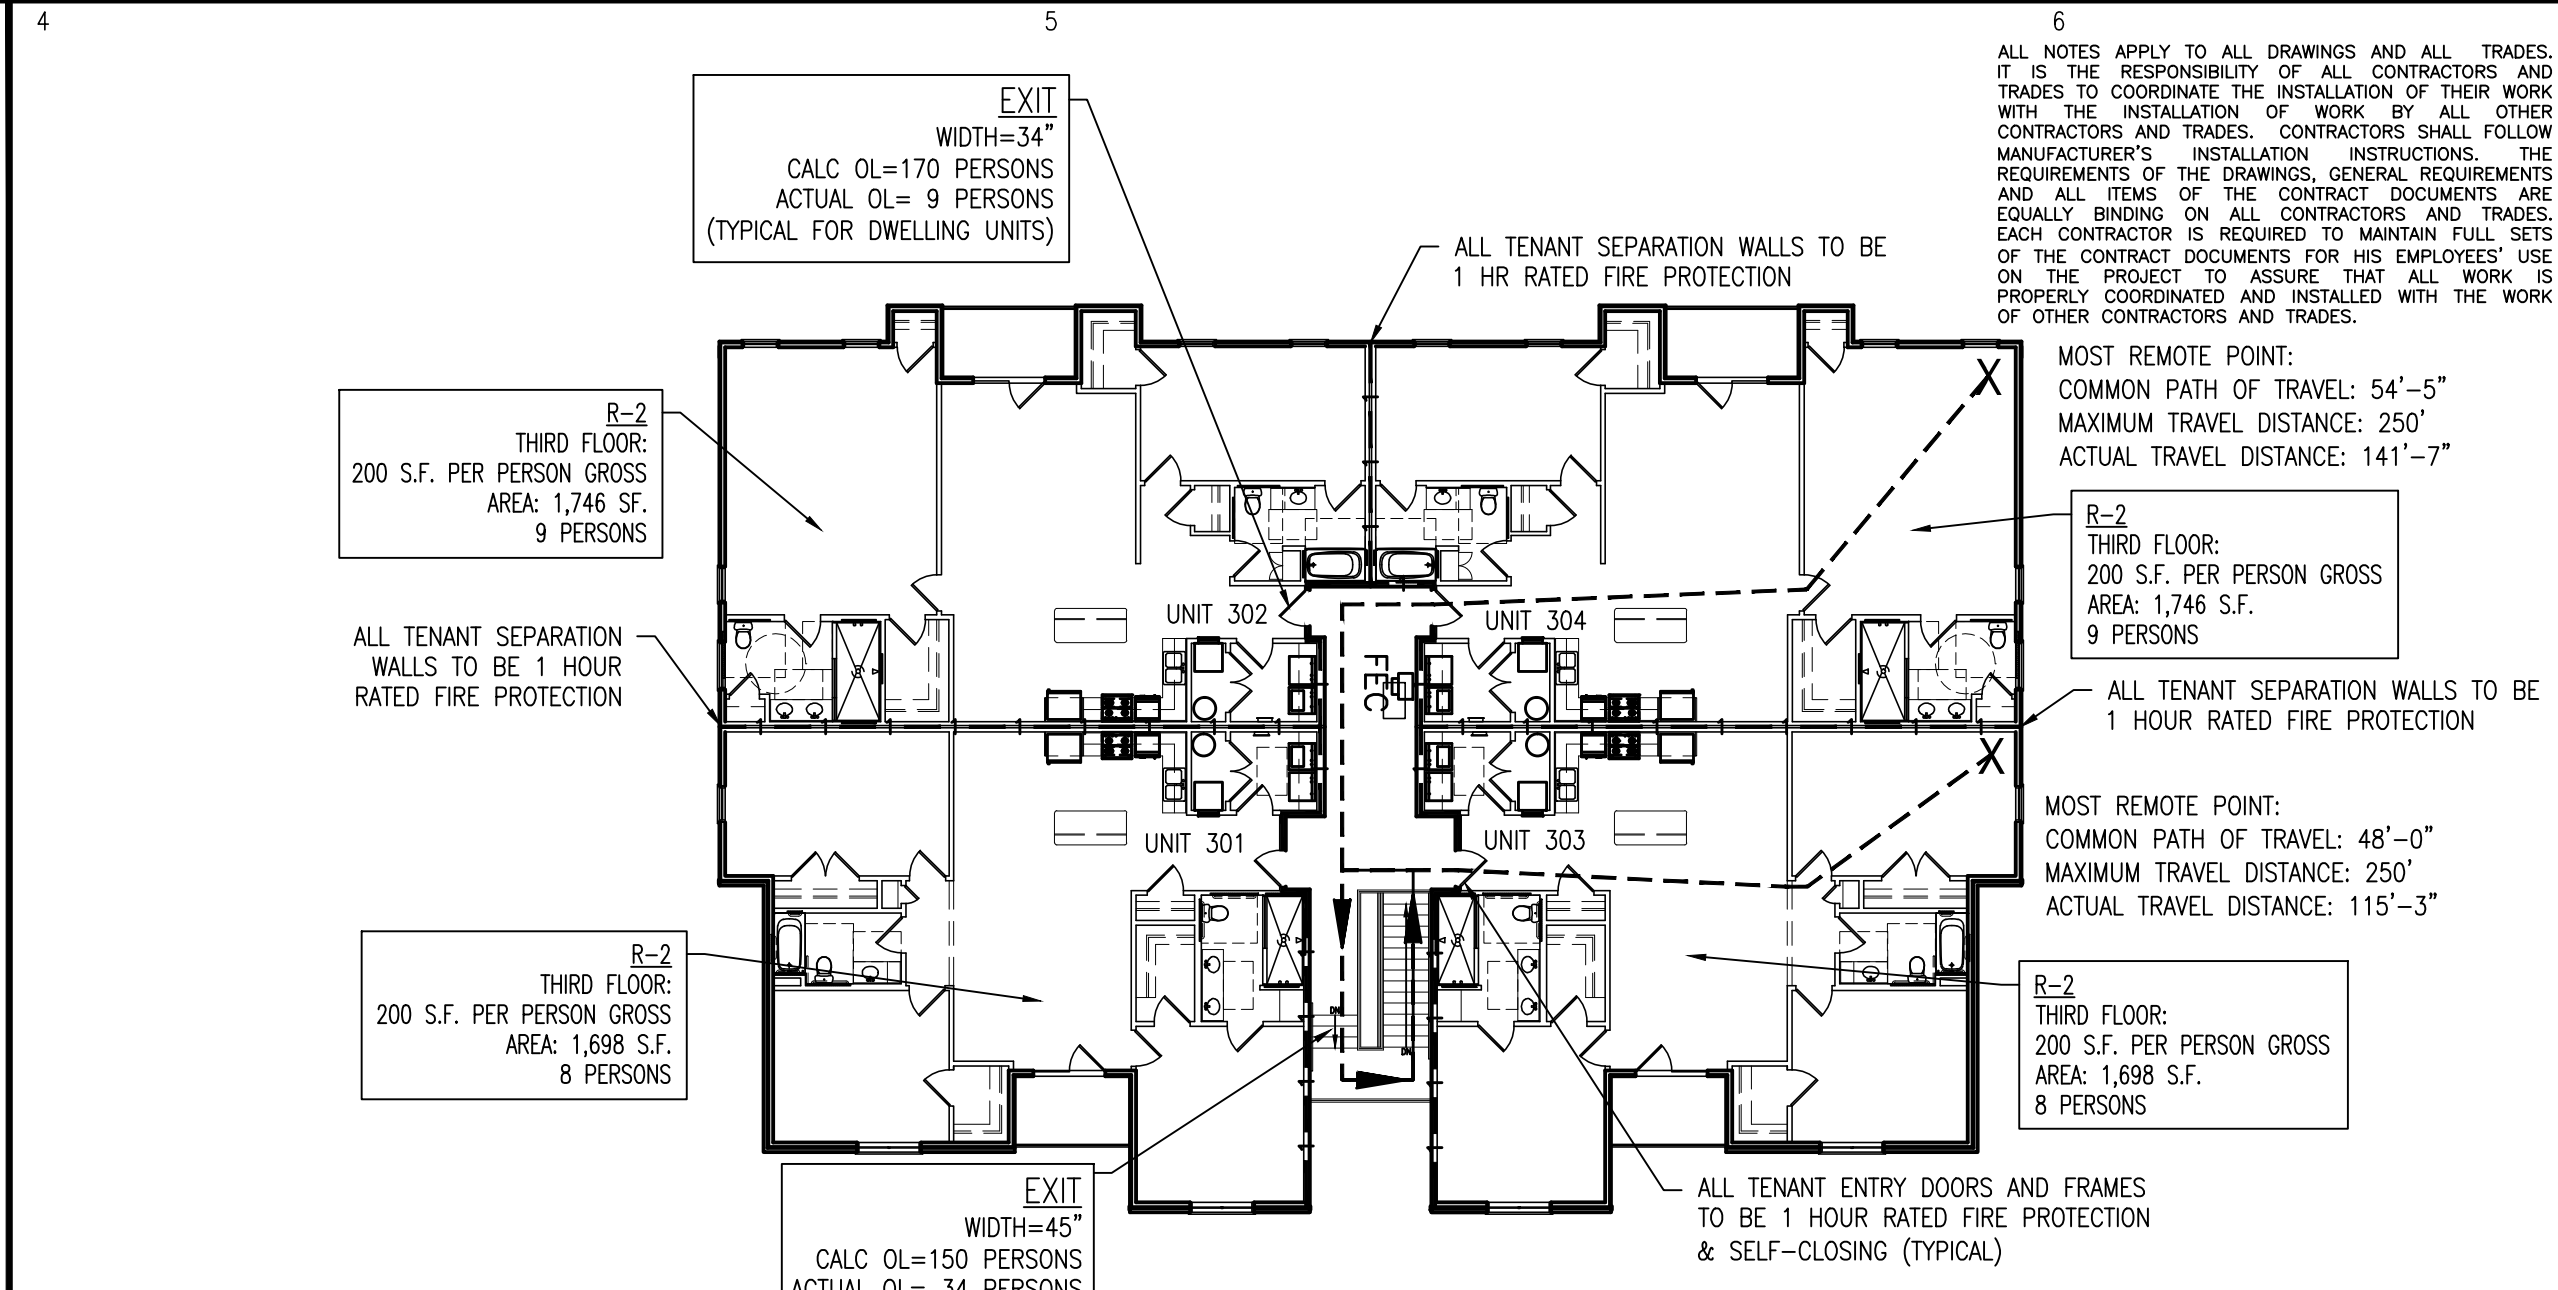 4
5
6
ALL NOTES APPLY TO ALL DRAWINGS AND ALL TRADES.
IT IS THE RESPONSIBILITY OF ALL CONTRACTORS AND
TRADES TO COORDINATE THE INSTALLATION OF THEIR WORK
WITH THE INSTALLATION OF WORK BY ALL OTHER
CONTRACTORS AND TRADES. CONTRACTORS SHALL FOLLOW
MANUFACTURER'S INSTALLATION INSTRUCTIONS. THE
REQUIREMENTS OF THE DRAWINGS, GENERAL REQUIREMENTS
AND ALL ITEMS OF THE CONTRACT DOCUMENTS ARE
EQUALLY BINDING ON ALL CONTRACTORS AND TRADES.
EACH CONTRACTOR IS REQUIRED TO MAINTAIN FULL SETS
OF THE CONTRACT DOCUMENTS FOR HIS EMPLOYEES' USE
ON THE PROJECT TO ASSURE THAT ALL WORK IS
PROPERLY COORDINATED AND INSTALLED WITH THE WORK
OF OTHER CONTRACTORS AND TRADES.
EXIT
WIDTH=34"
CALC OL=170 PERSONS
ACTUAL OL= 9 PERSONS
(TYPICAL FOR DWELLING UNITS)
ALL TENANT SEPARATION WALLS TO BE
1 HR RATED FIRE PROTECTION
MOST REMOTE POINT:
COMMON PATH OF TRAVEL: 54'-5"
MAXIMUM TRAVEL DISTANCE: 250'
ACTUAL TRAVEL DISTANCE: 141'-7"
X
R-2
THIRD FLOOR:
200 S.F. PER PERSON GROSS
AREA: 1,746 SF.
9 PERSONS
R-2
THIRD FLOOR:
200 S.F. PER PERSON GROSS
AREA: 1,746 S.F.
9 PERSONS
UNIT 302
UNIT 304
ALL TENANT SEPARATION
WALLS TO BE 1 HOUR
RATED FIRE PROTECTION
FEC
ALL TENANT SEPARATION WALLS TO BE
1 HOUR RATED FIRE PROTECTION
X
MOST REMOTE POINT:
COMMON PATH OF TRAVEL: 48'-0"
MAXIMUM TRAVEL DISTANCE: 250'
ACTUAL TRAVEL DISTANCE: 115'-3"
UNIT 301
UNIT 303
R-2
THIRD FLOOR:
200 S.F. PER PERSON GROSS
AREA: 1,698 S.F.
8 PERSONS
R-2
THIRD FLOOR:
200 S.F. PER PERSON GROSS
AREA: 1,698 S.F.
8 PERSONS
DN
DN
EXIT
WIDTH=45"
CALC OL=150 PERSONS
ACTUAL OL= 34 PERSONS
ALL TENANT ENTRY DOORS AND FRAMES
TO BE 1 HOUR RATED FIRE PROTECTION
& SELF-CLOSING (TYPICAL)